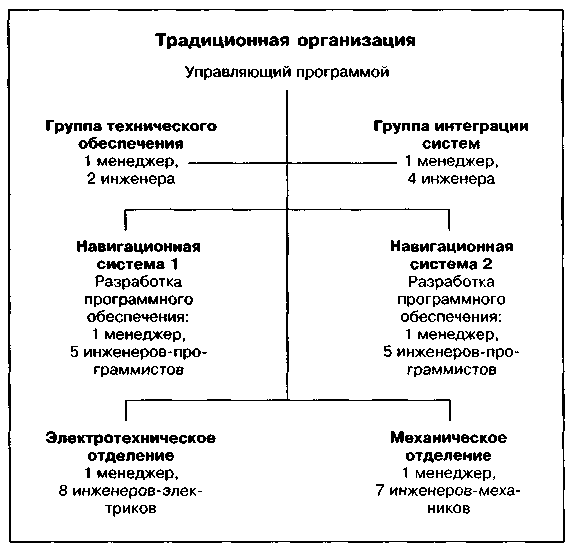 Традиционная организация
Управляющий программой
Группа технического
обеспечения
1 менеджер,
2 инженера
Группа интеграции
систем
1 менеджер,
4 инженера
Навигационная
система 1
Разработка
программного
обеспечения:
1 менеджер,
5 инженеров-про-
граммистов
Навигационная
система 2
Разработка
программного
обеспечения:
1 менеджер,
5 инженеров-про-
граммистов
Электротехническое
отделение
1 менеджер,
8 инженеров-элек-
триков
Механическое
отделение
1 менеджер,
7 инженеров-меха-
ников